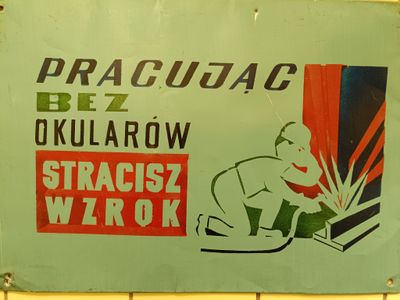 PRACUJĄC
BEZ
OKULARÓW
STRACISZ
WZROK